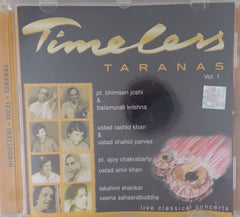 Timeless
TARANAS
Vol. 1
pt. bhimsen joshi
&
balamurali krishna
ustad rashid khan
&
ustad shahid parvez
pt. ajoy chakrabarty
ustad amir khan
lakshmi shankar
veena sahasrabuddhe
live classical concerts
HINDUSTANI • VOCAL • TARANAS